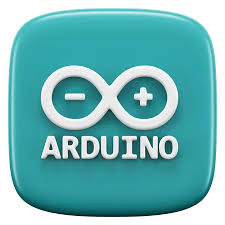 - +
ARDUINO